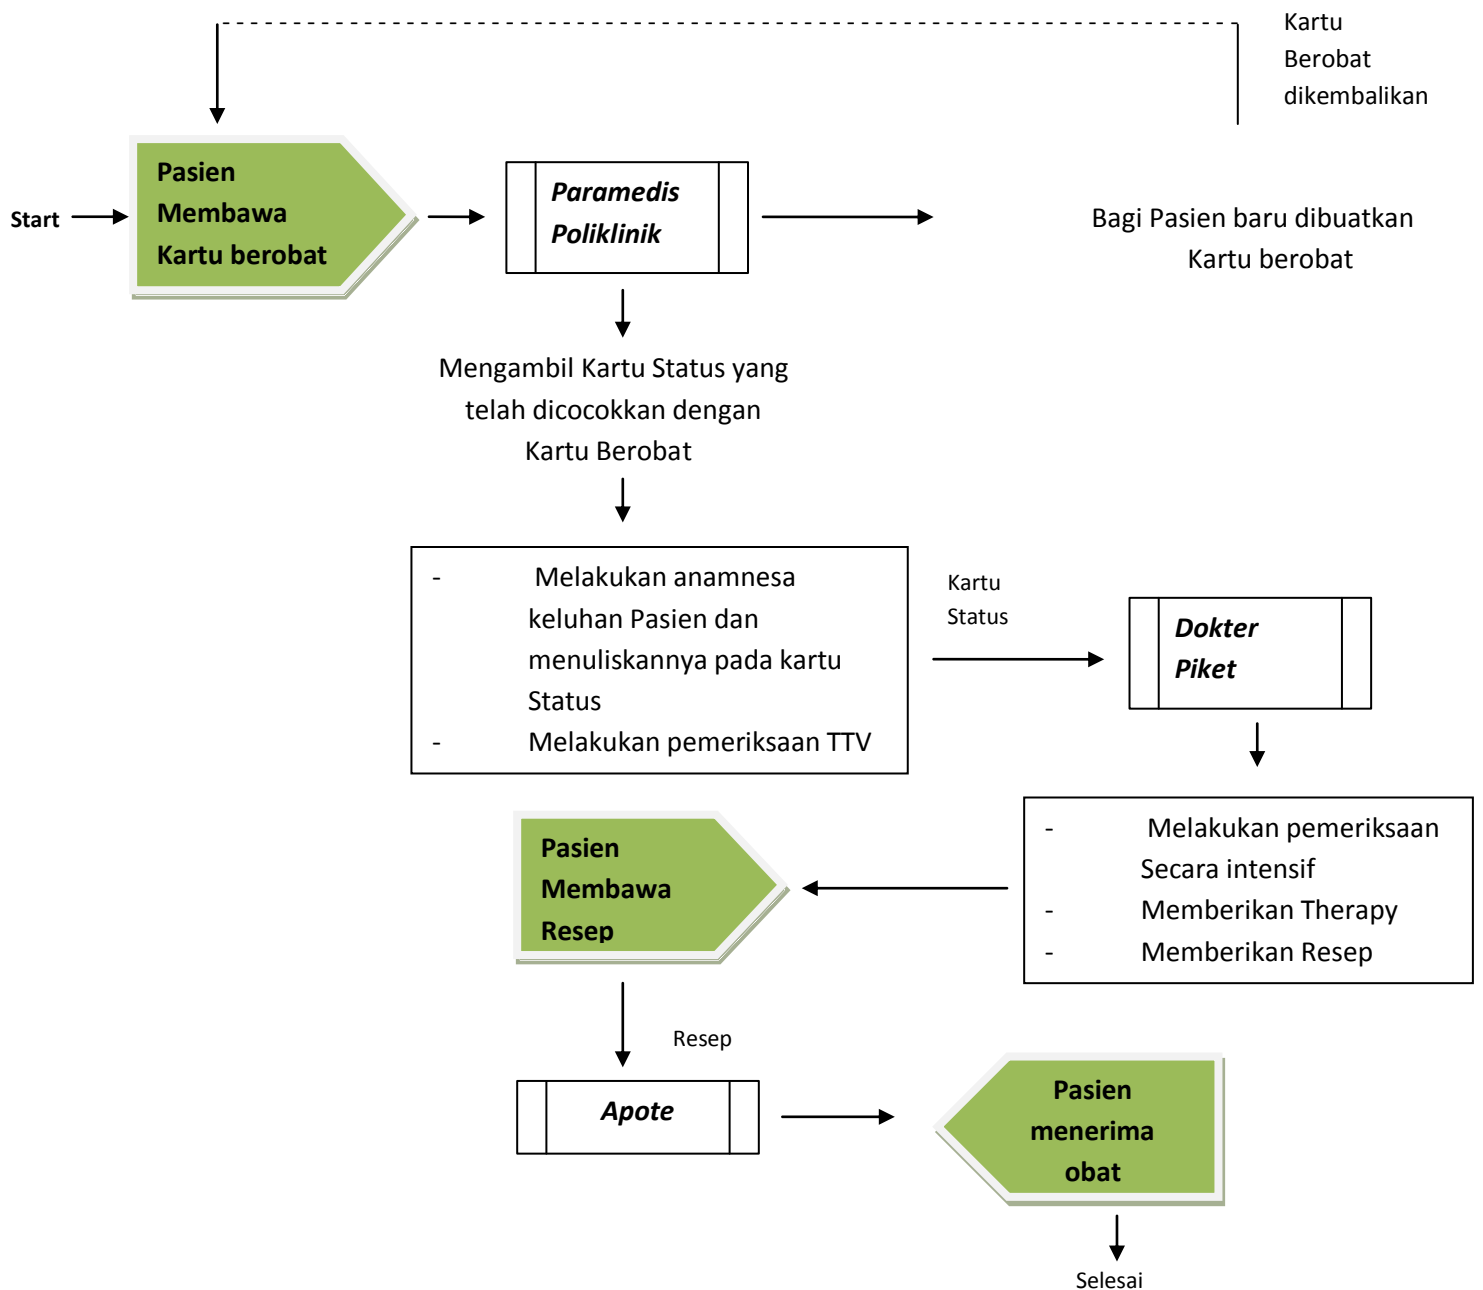 Kartu
Berobat
dikembalikan
Start
Pasien
Membawa
Kartu berobat
Paramedis
Poliklinik
Bagi Pasien baru dibuatkan
Kartu berobat
Mengambil Kartu Status yang
telah dicocokkan dengan
Kartu Berobat
- Melakukan anamnesa
keluhan Pasien dan
menuliskannya pada kartu
Status
- Melakukan pemeriksaan TTV
Kartu
Status
Dokter
Piket
- Melakukan pemeriksaan
Secara intensif
- Memberikan Therapy
- Memberikan Resep
Pasien
Membawa
Resep
Resep
Apote
Pasien
menerima
obat
Selesai